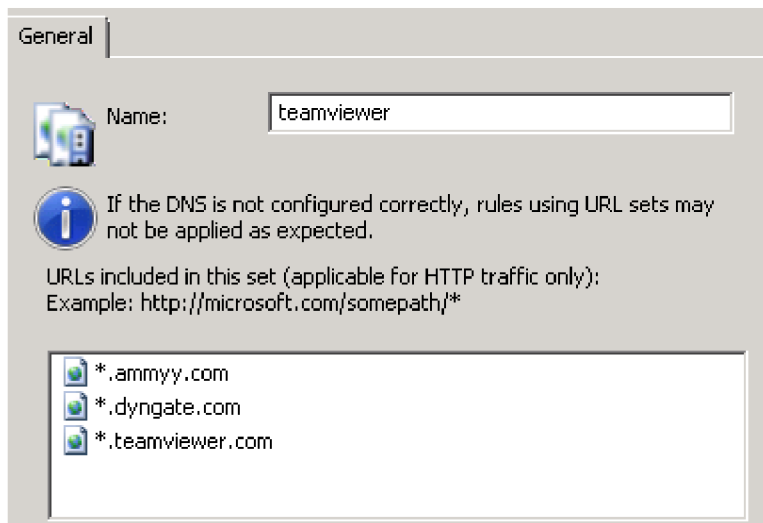 General
Name:
teamviewer
If the DNS is not configured correctly, rules using URL sets may
not be applied as expected.
URLs included in this set (applicable for HTTP traffic only):
Example: http://microsoft.com/somepath/*
*.ammyy.com
*.dyngate.com
*.teamviewer.com